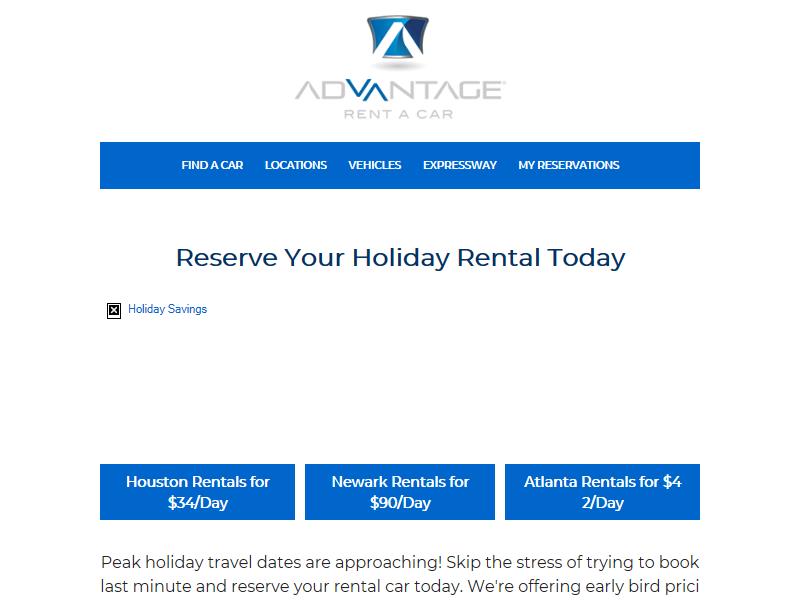 ADVANTAGE
RENT A CAR
FIND A CAR LOCATIONS VEHICLES EXPRESSWAY MY RESERVATIONS
Reserve Your Holiday Rental Today
Holiday Savings
Houston Rentals for
$34/Day
Newark Rentals for
$90/Day
Atlanta Rentals for $4
2/Day
Peak holiday travel dates are approaching! Skip the stress of trying to book
last minute and reserve your rental car today. We're offering early bird prici